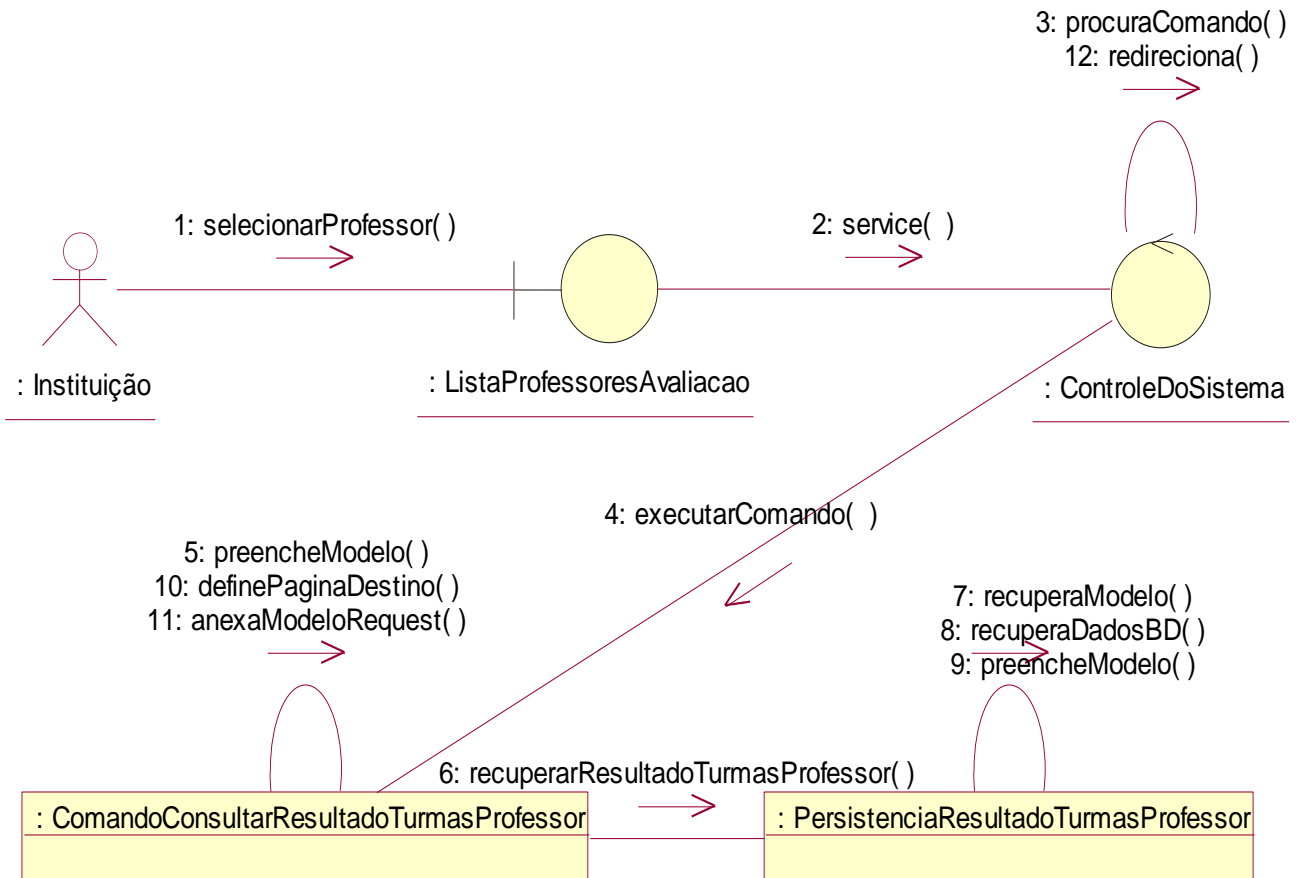 3: procuraComando( )
12: redireciona( )
1: selecionarProfessor( )
2: service( )
: Instituição
: ListaProfessoresAvaliacao
: ControleDoSistema
4: executarComando( )
5: preencheModelo( )
10: definePaginaDestino( )
11: anexaModeloRequest( )
7: recuperaModelo( )
8: recuperaDadosBD( )
9: preencheModelo( )
6: recuperarResultadoTurmasProfessor( )
: ComandoConsultarResultadoTurmasProfessor
: PersistenciaResultadoTurmasProfessor